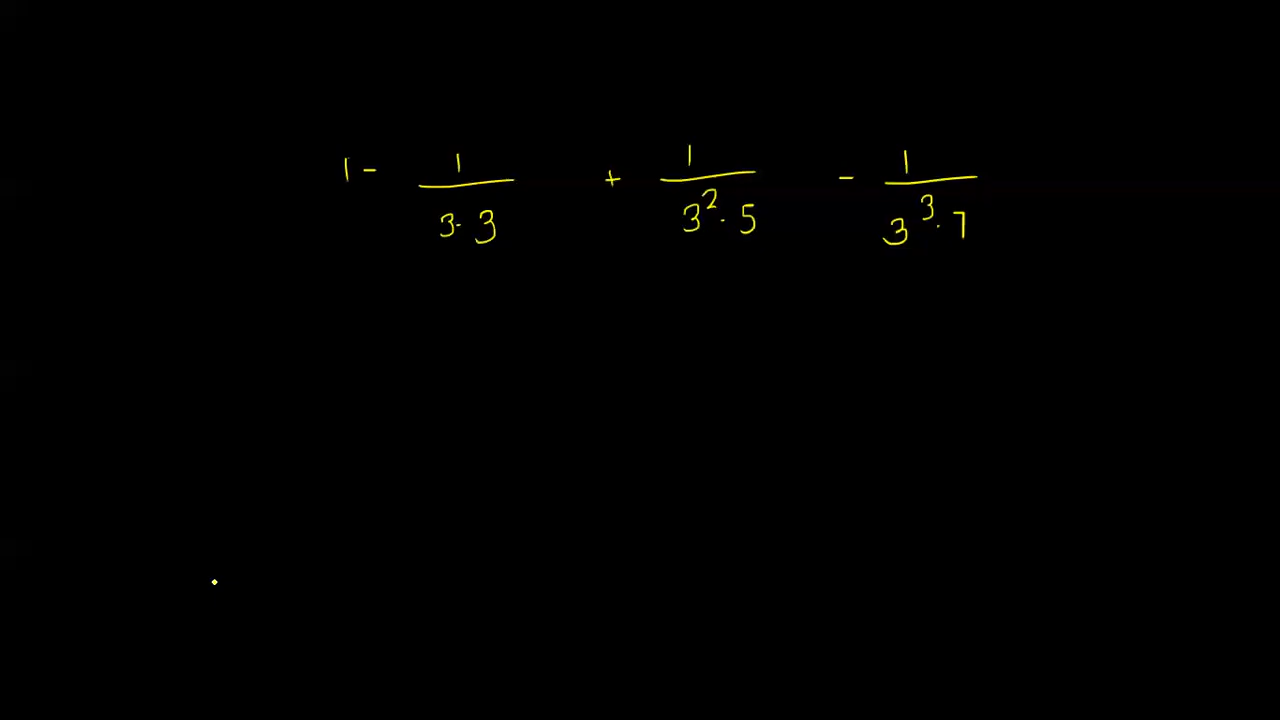 1 - 1/(3·3) + 1/(3²·5) - 1/(3³·7)